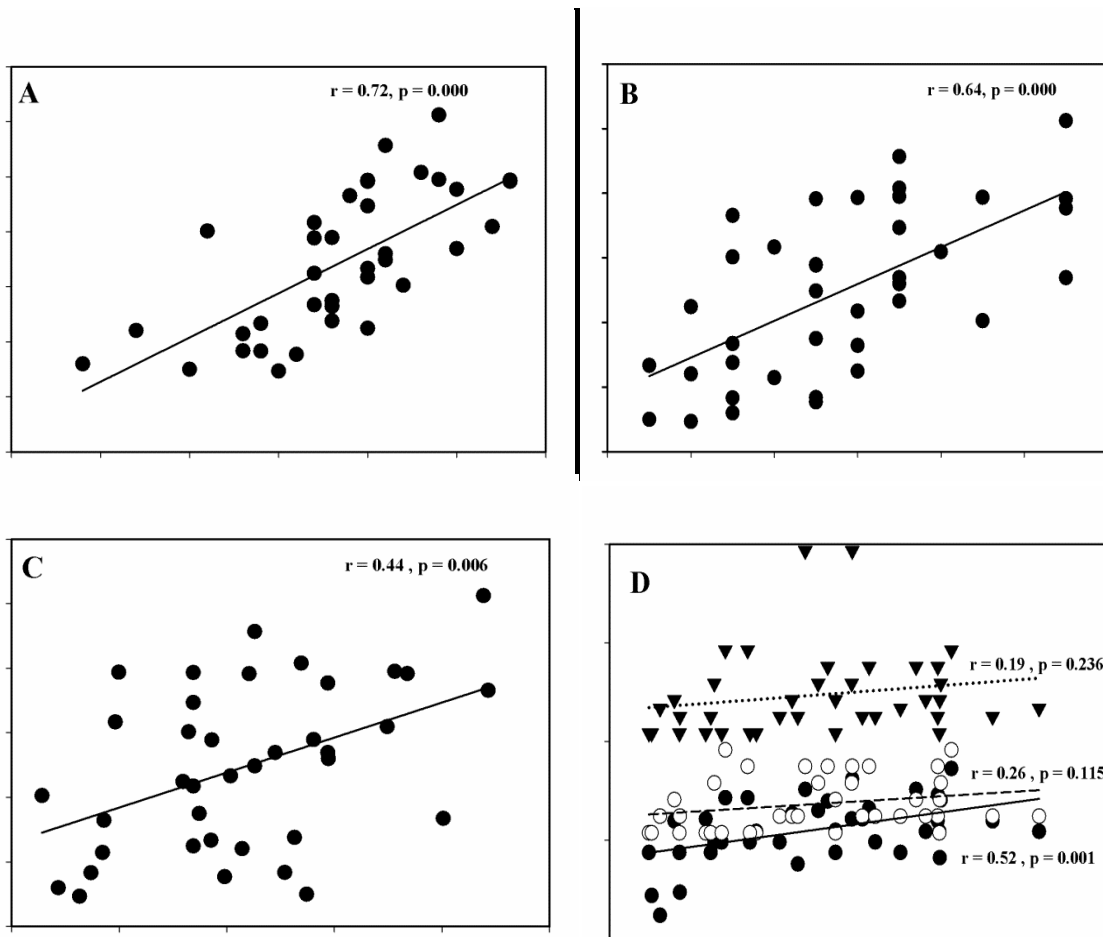 A
r = 0.72, p = 0.000
B
r = 0.64, p = 0.000
C
r = 0.44 , p = 0.006
D
r = 0.19 , p = 0.236
r = 0.26 , p = 0.115
r = 0.52 , p = 0.001